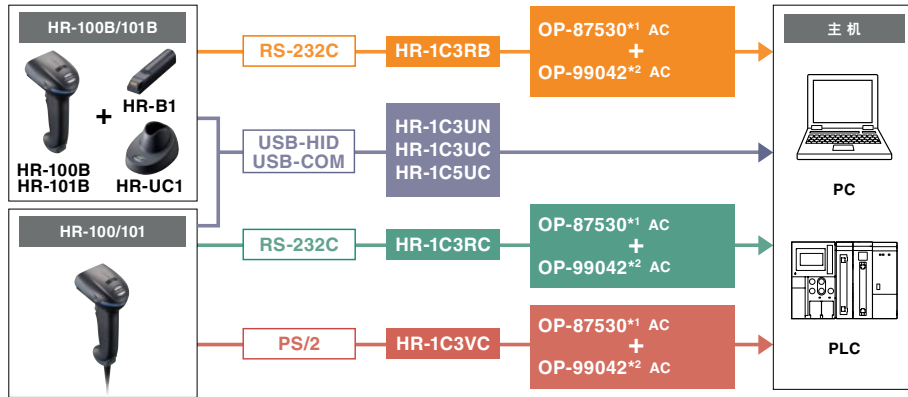 HR-100B/101B
+
HR-B1
HR-100B
HR-101B
HR-UC1
RS-232C
HR-1C3RB
OP-87530*1 AC
+
OP-99042*2 AC
主机
USB-HID
USB-COM
HR-1C3UN
HR-1C3UC
HR-1C5UC
PC
HR-100/101
RS-232C
HR-1C3RC
OP-87530*1 AC
+
OP-99042*2 AC
PS/2
HR-1C3VC
OP-87530*1 AC
+
OP-99042*2 AC
PLC